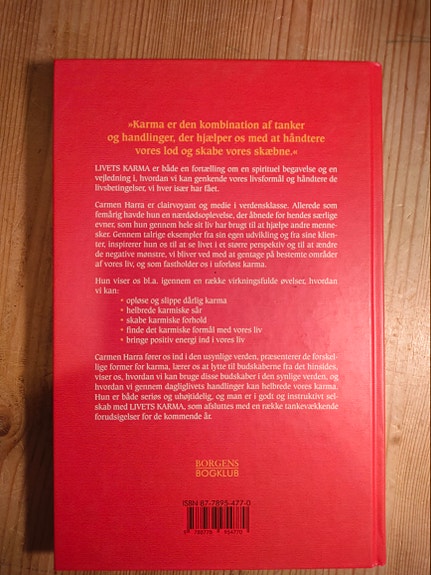 »Karma er den kombination af tanker
og handlinger, der hjælper os med at håndtere
vores lod og skabe vores skæbne.«
LIVETS KARMA er både en fortælling om en spirituel begavelse og en
vejledning i, hvordan vi kan genkende vores livsformål og håndtere de
livsbetingelser, vi hver især har fået.
Carmen Harra er clairvoyant og medie i verdensklasse. Allerede som
femårig havde hun en nærdødsoplevelse, der åbnede for hendes særlige
evner, som hun gennem hele sit liv har brugt til at hjælpe andre menne-
sker. Gennem talrige eksempler fra sin egen udvikling og fra sine klien-
ter, inspirerer hun os til at se livet i et større perspektiv og til at ændre
de negative mønstre, vi bliver ved med at gentage på bestemte områder
af vores liv, og som fastholder os i uforløst karma.
Hun viser os bl.a. igennem en række virkningsfulde øvelser, hvordan
vi kan:
• opløse og slippe dårlig karma
• helbrede karmiske sår
• skabe karmiske forhold
• finde det karmiske formål med vores liv
• bringe positiv energi ind i vores liv
Carmen Harra fører os ind i den usynlige verden, præsenterer de forskel-
lige former for karma, lærer os at lytte til budskaberne fra det hinsides,
viser os, hvordan vi kan bruge disse budskaber i den synlige verden, og
hvordan vi gennem dagliglivets handlinger kan helbrede vores karma.
Hun er både seriøs og uhøjtidelig, og man er i godt og instruktivt sel-
skab med LIVETS KARMA, som afsluttes med en række tankevækkende
forudsigelser for de kommende år.
BORGENS
BOGKLUB
ISBN 87-7895-477-0
9 788778 954770